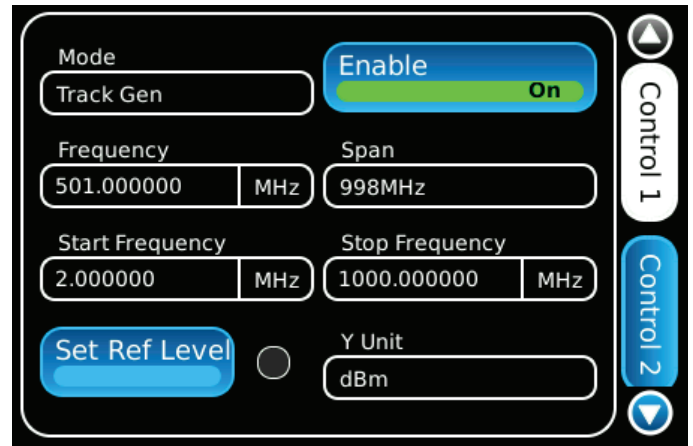 Mode
Enable
On
Track Gen
Frequency
Span
501.000000 MHz
998MHz
Start Frequency
Stop Frequency
2.000000 MHz
1000.000000 MHz
Set Ref Level
Y Unit
dBm
Control 1
Control 2